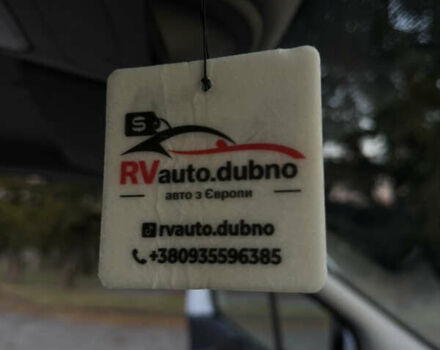 S
RVauto.dubno
авто з Європи
rvauto.dubno
+380935596385